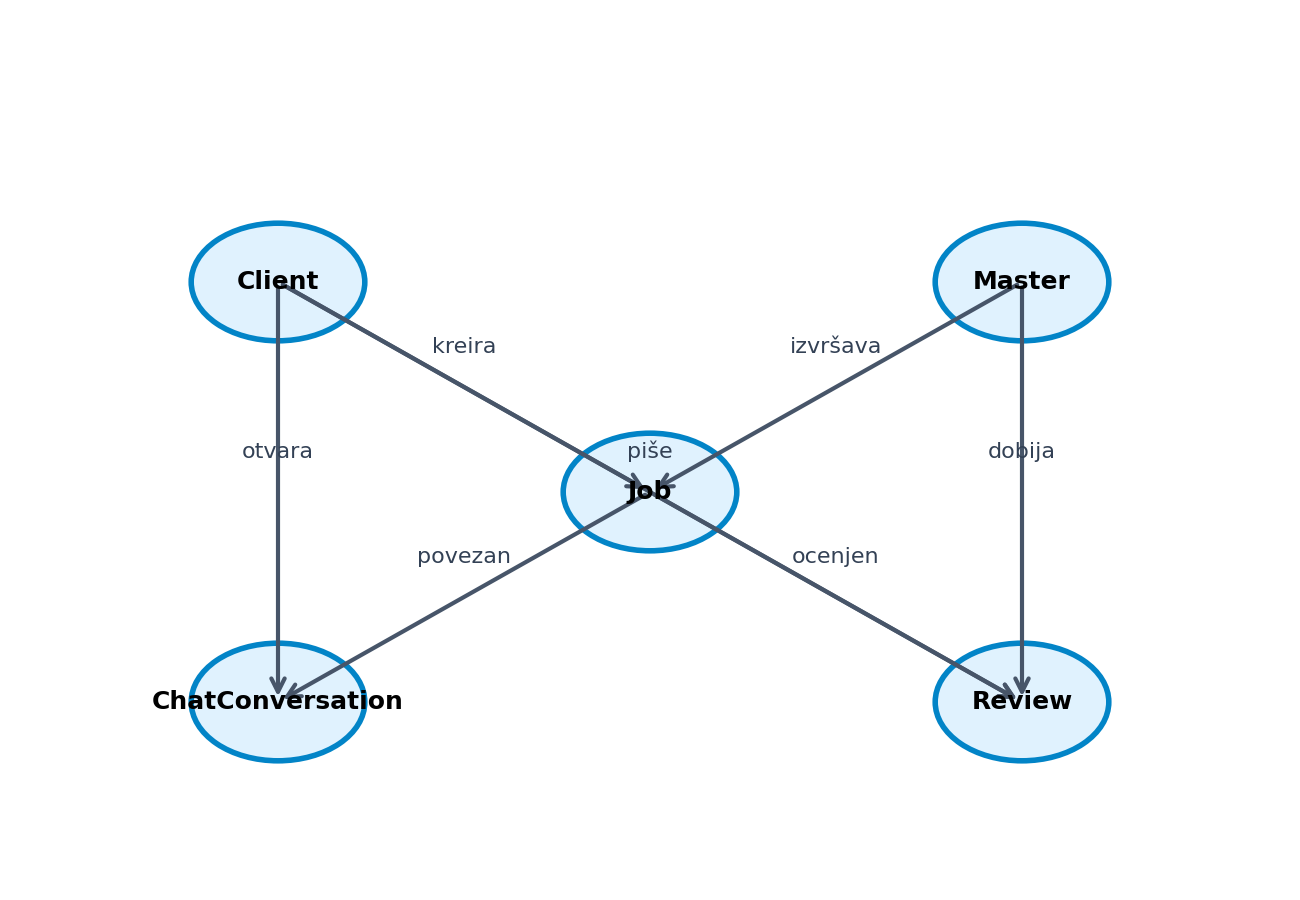 Client
Master
kreira
izvršava
otvara
piše
dobija
Job
povezan
ocenjen
ChatConversation
Review